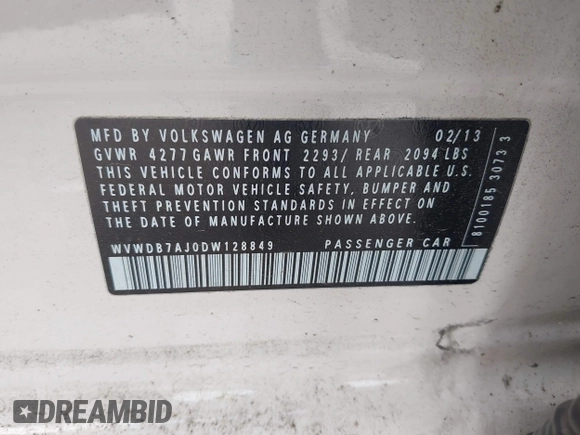 MFD BY VOLKSWAGEN AG GERMANY 02/13
GVWR 4277 GAWR FRONT 2293/ REAR 2094 LBS
THIS VEHICLE CONFORMS TO ALL APPLICABLE U.S.
FEDERAL MOTOR VEHICLE SAFETY, BUMPER AND
THEFT PREVENTION STANDARDS IN EFFECT ON
THE DATE OF MANUFACTURE SHOWN ABOVE.
WVWDB7AJ0DW128849 PASSENGER CAR
8100185 3073 3
DREAMBID